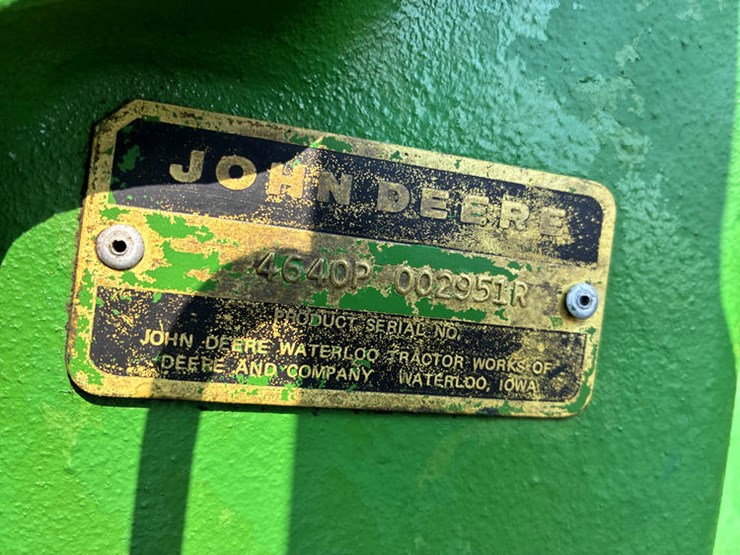 JOHN DEERE
4640P 002951R
PRODUCT SERIAL NO.
JOHN DEERE WATERLOO TRACTOR WORKS OF
DEERE AND COMPANY WATERLOO, IOWA